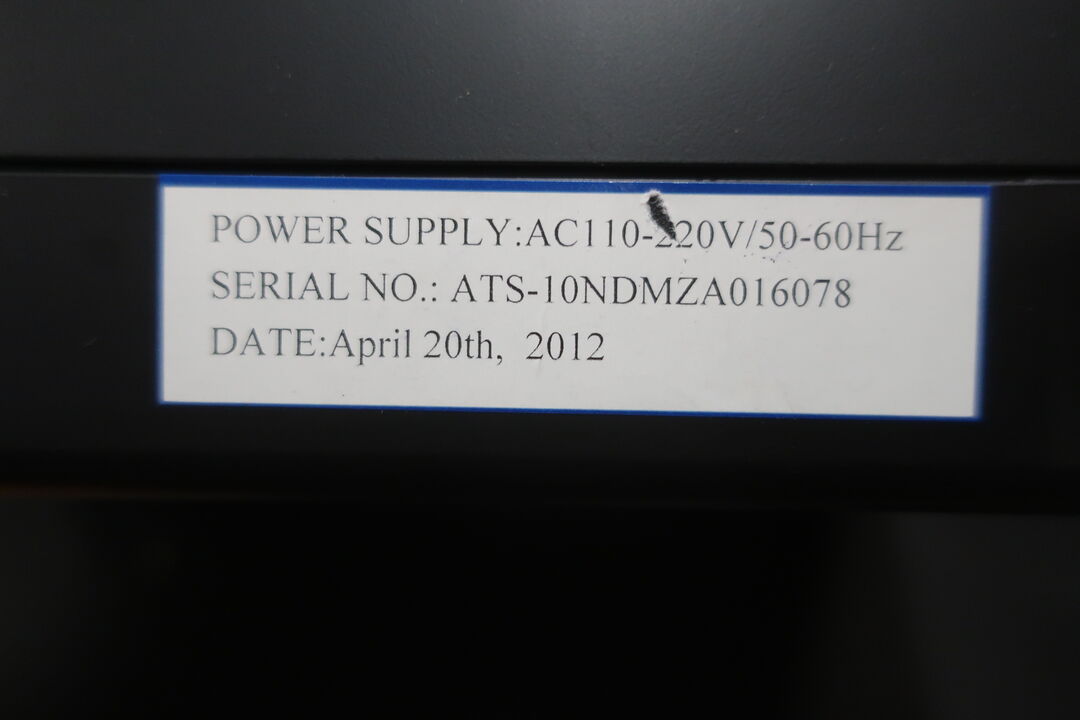 POWER SUPPLY:AC110-220V/50-60Hz
SERIAL NO.: ATS-10NDMZA016078
DATE:April 20th, 2012